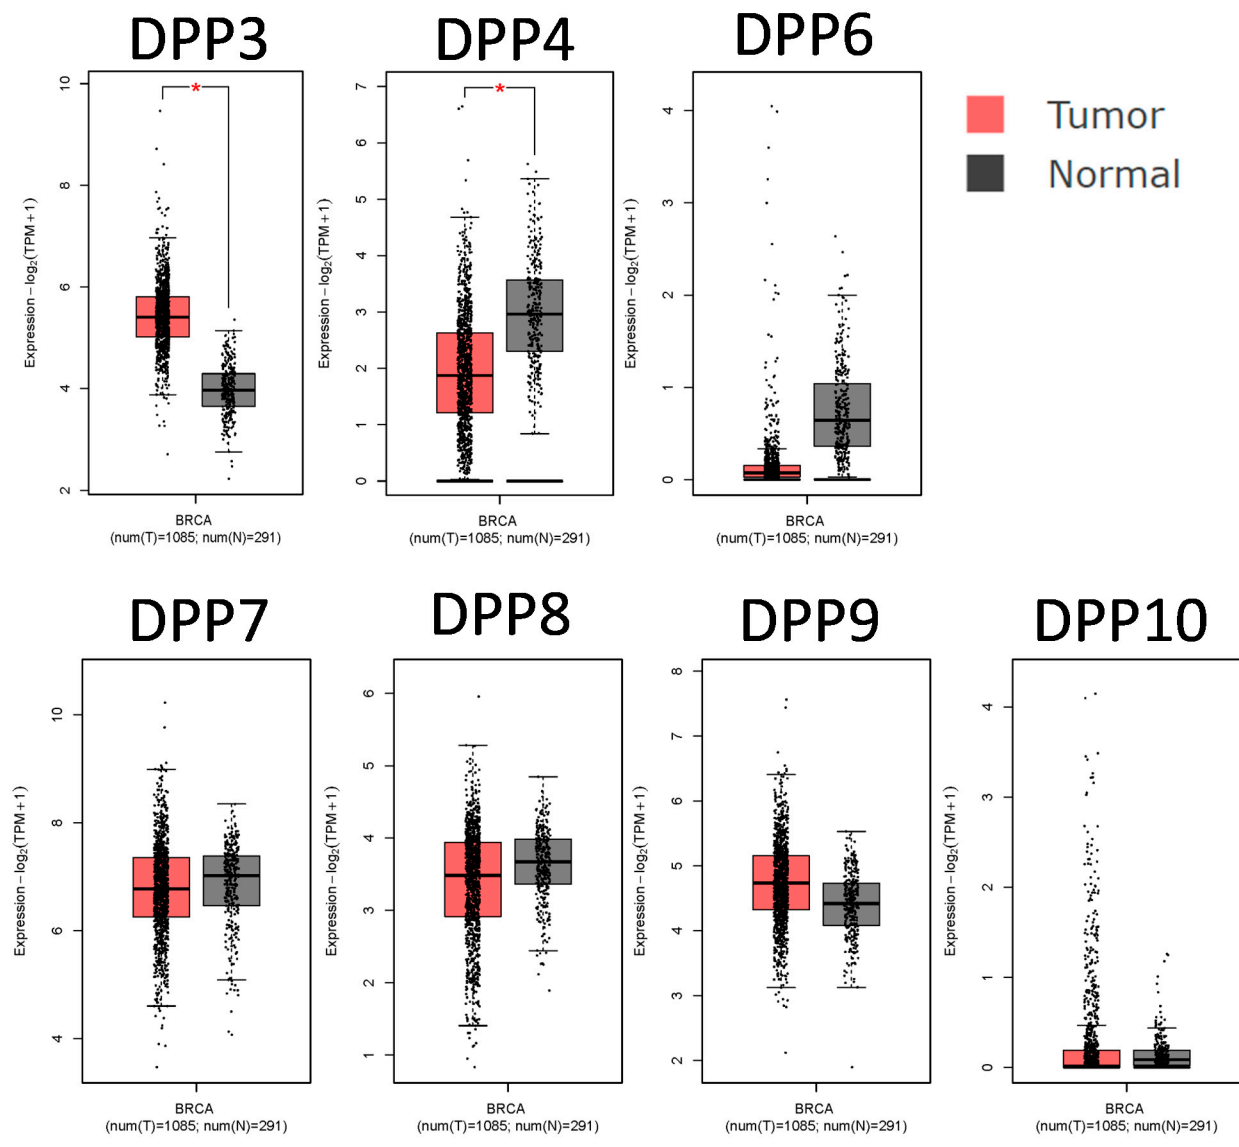 DPP3
DPP4
DPP6
Tumor
Normal
*
*
Expression – log₂(TPM + 1)
10
8
6
4
2
BRCA
(num(T)=1085; num(N)=291)
Expression – log₂(TPM + 1)
7
6
5
4
3
2
1
0
BRCA
(num(T)=1085; num(N)=291)
Expression – log₂(TPM + 1)
4
3
2
1
0
BRCA
(num(T)=1085; num(N)=291)
DPP7
DPP8
DPP9
DPP10
Expression – log₂(TPM + 1)
10
8
6
4
BRCA
(num(T)=1085; num(N)=291)
Expression – log₂(TPM + 1)
6
5
4
3
2
1
BRCA
(num(T)=1085; num(N)=291)
Expression – log₂(TPM + 1)
8
7
6
5
4
3
2
BRCA
(num(T)=1085; num(N)=291)
Expression – log₂(TPM + 1)
4
3
2
1
0
BRCA
(num(T)=1085; num(N)=291)